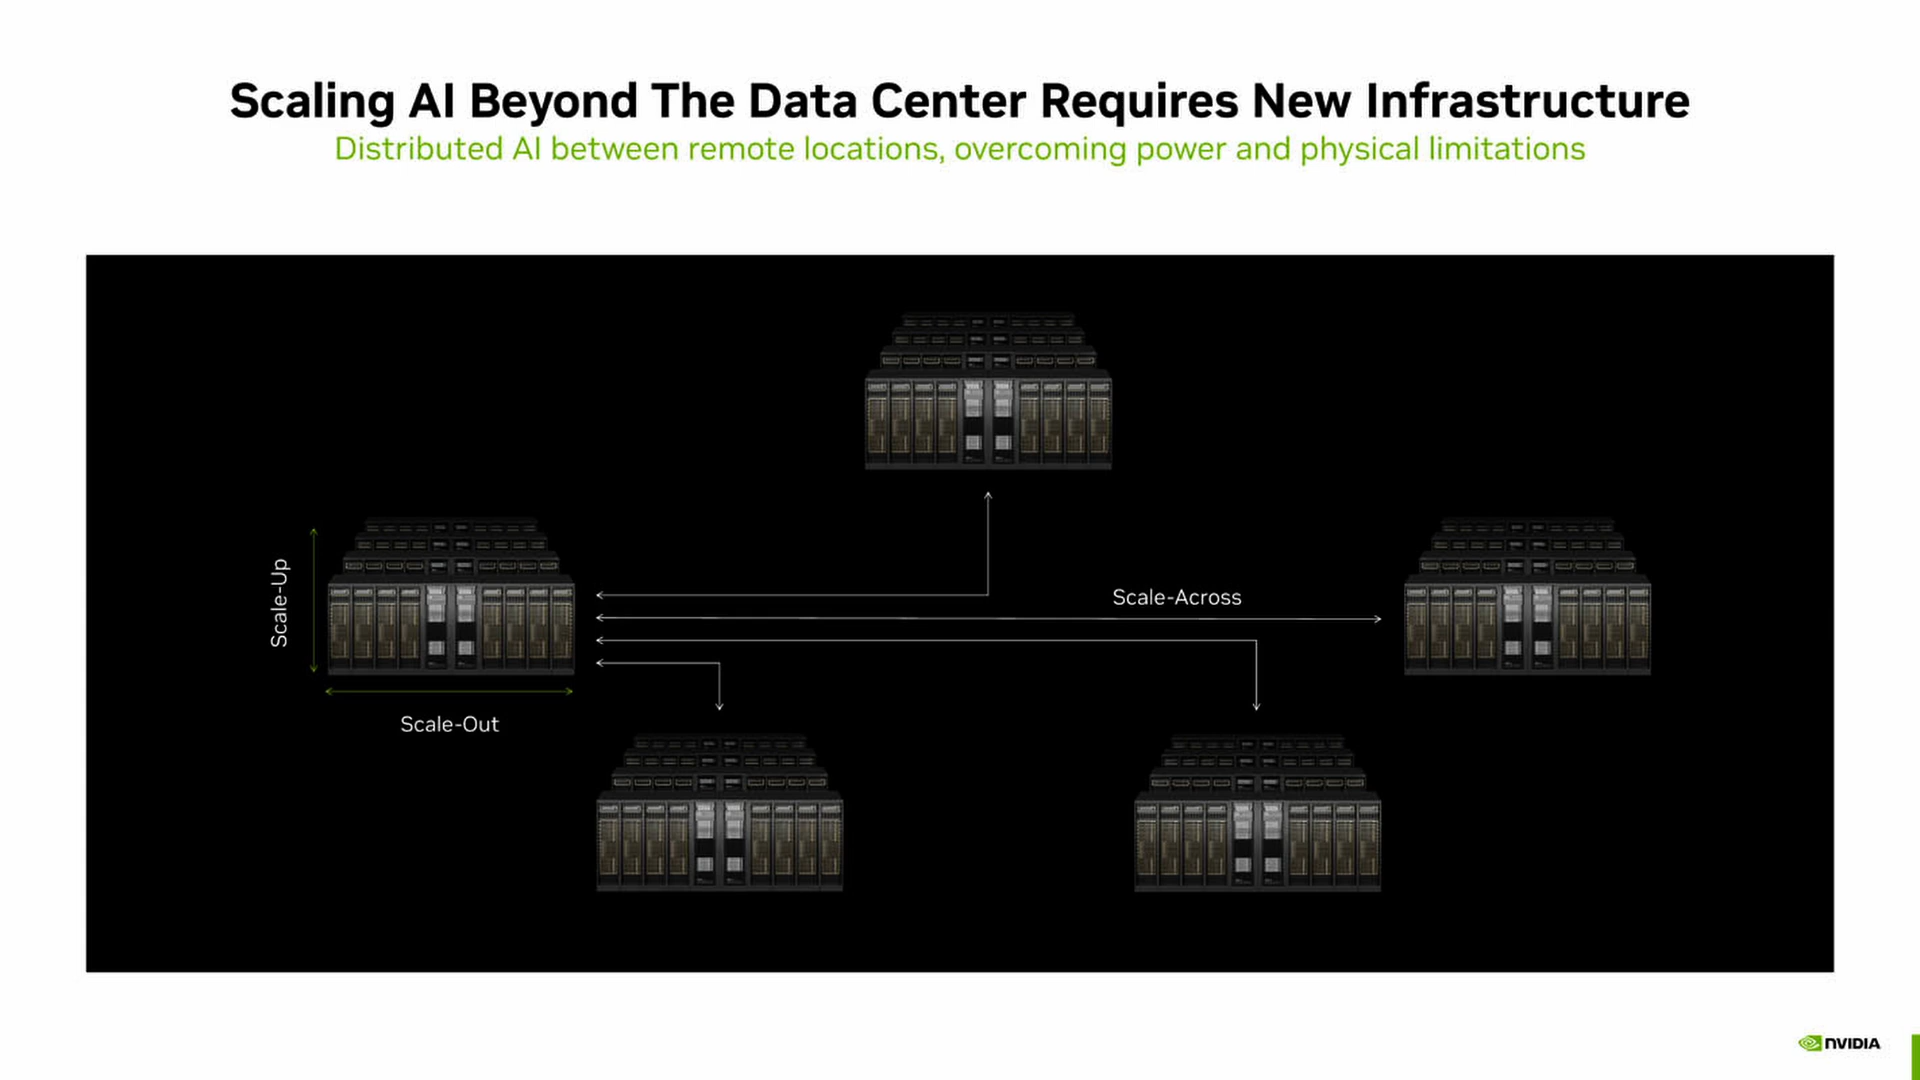 Scaling AI Beyond The Data Center Requires New Infrastructure
Distributed AI between remote locations, overcoming power and physical limitations
Scale-Up
Scale-Across
Scale-Out
NVIDIA